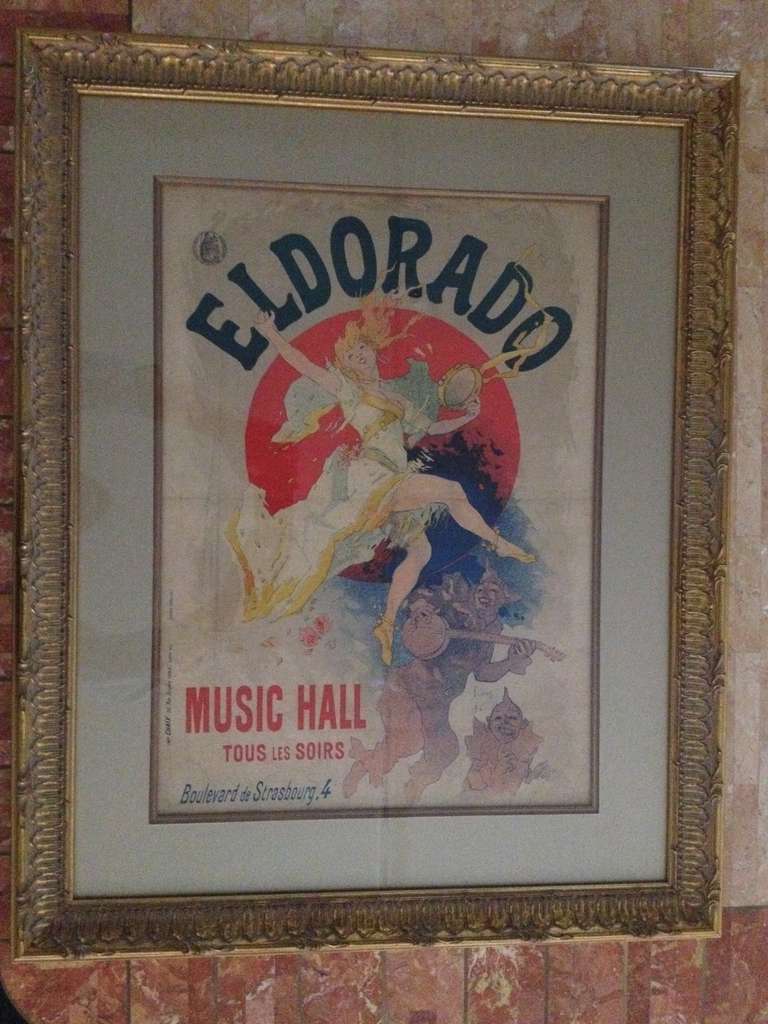 ELDORADO
MUSIC HALL
TOUS LES SOIRS
Boulevard de Strasbourg, 4